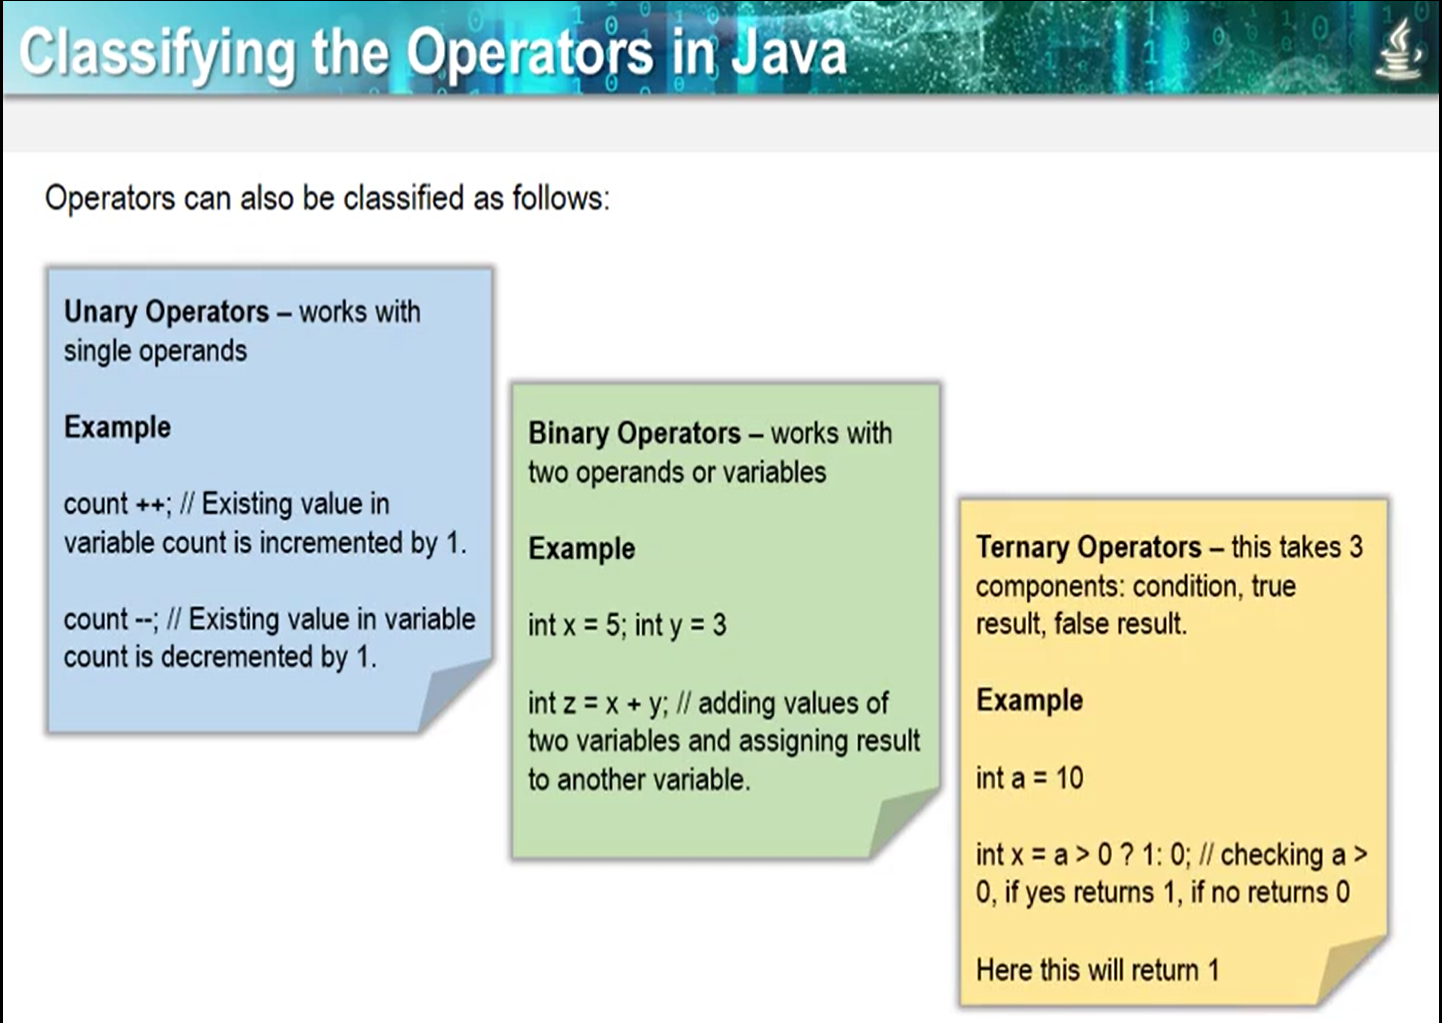 Classifying the Operators in Java
Operators can also be classified as follows:
Unary Operators – works with
single operands
Example
count ++; // Existing value in
variable count is incremented by 1.
count --; // Existing value in variable
count is decremented by 1.
Binary Operators – works with
two operands or variables
Example
int x = 5; int y = 3
int z = x + y; // adding values of
two variables and assigning result
to another variable.
Ternary Operators – this takes 3
components: condition, true
result, false result.
Example
int a = 10
int x = a > 0 ? 1: 0; // checking a >
0, if yes returns 1, if no returns 0
Here this will return 1